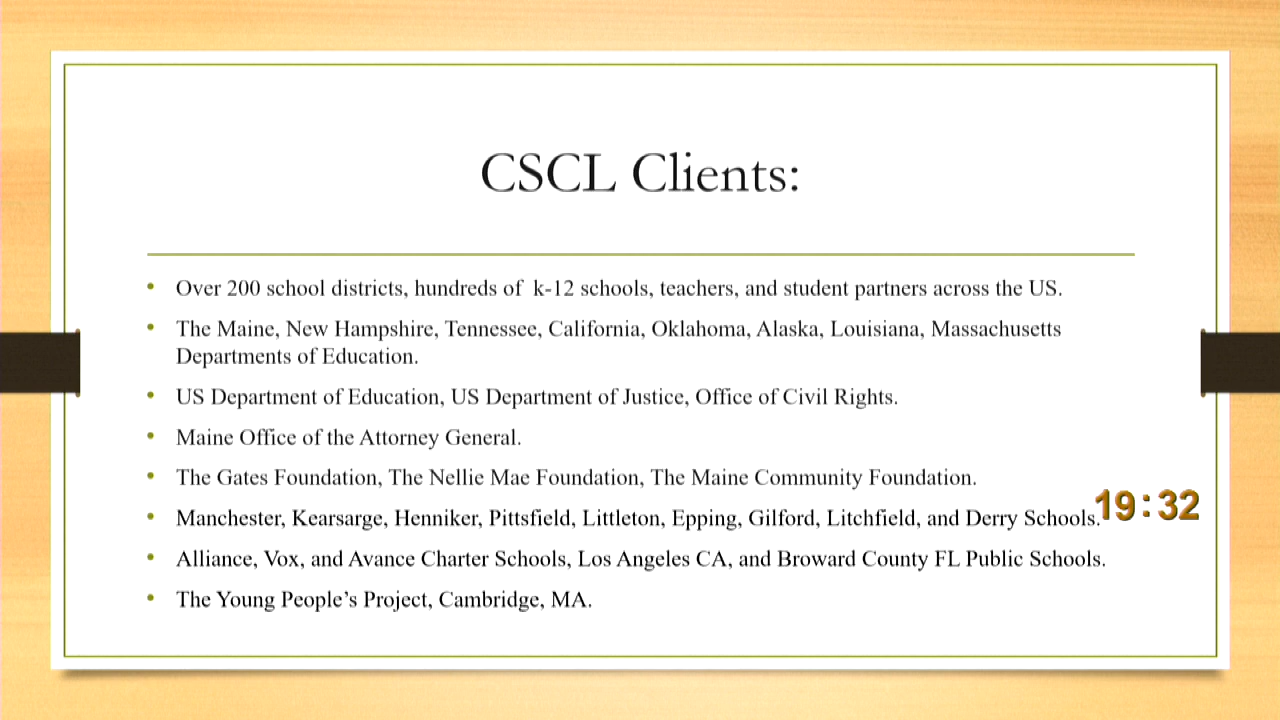 CSCL Clients:
• Over 200 school districts, hundreds of  k-12 schools, teachers, and student partners across the US.
• The Maine, New Hampshire, Tennessee, California, Oklahoma, Alaska, Louisiana, Massachusetts
Departments of Education.
• US Department of Education, US Department of Justice, Office of Civil Rights.
• Maine Office of the Attorney General.
• The Gates Foundation, The Nellie Mae Foundation, The Maine Community Foundation.
• Manchester, Kearsarge, Henniker, Pittsfield, Littleton, Epping, Gilford, Litchfield, and Derry Schools.
19:32
• Alliance, Vox, and Avance Charter Schools, Los Angeles CA, and Broward County FL Public Schools.
• The Young People’s Project, Cambridge, MA.